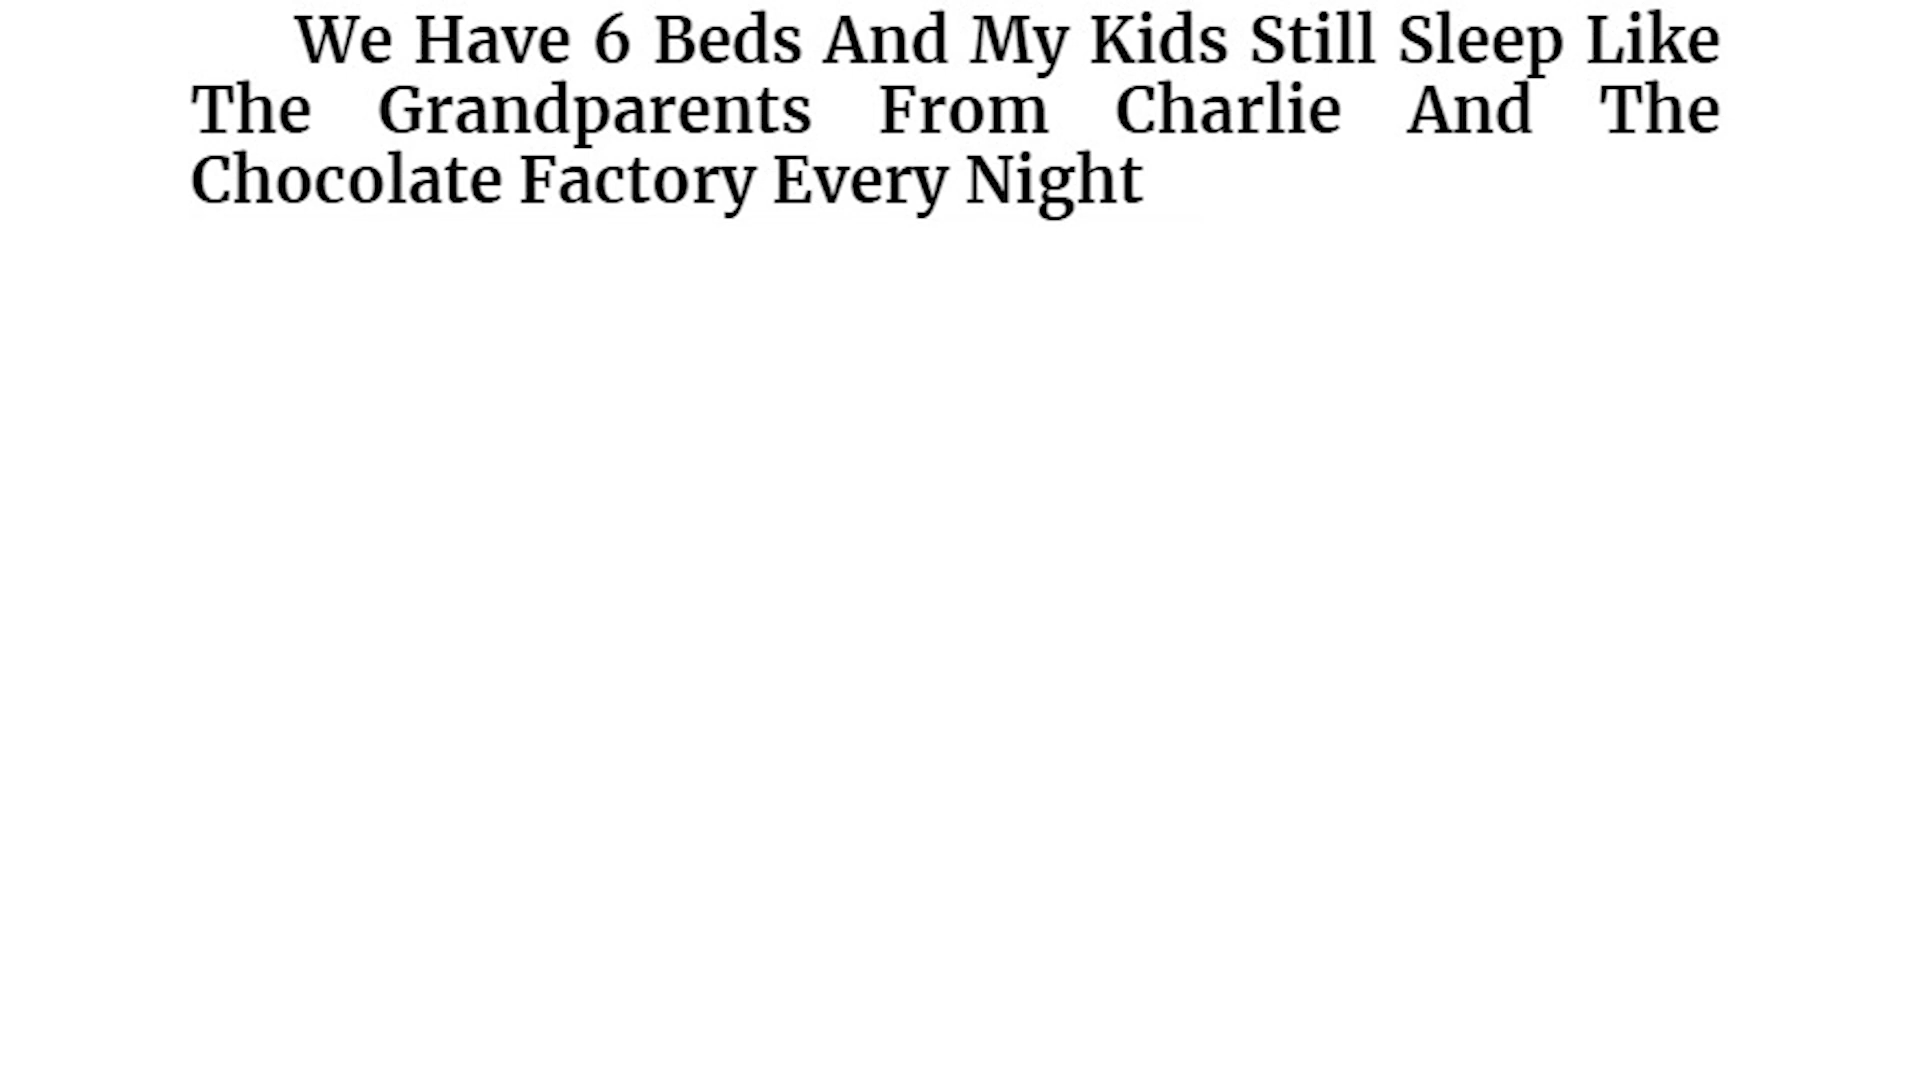 We Have 6 Beds And My Kids Still Sleep Like
The Grandparents From Charlie And The
Chocolate Factory Every Night